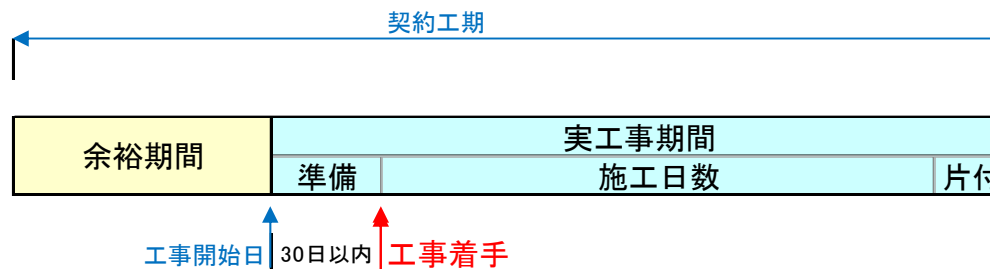 契約工期
余裕期間
実工事期間
準備
施工日数
片付
工事開始日
30日以内
工事着手